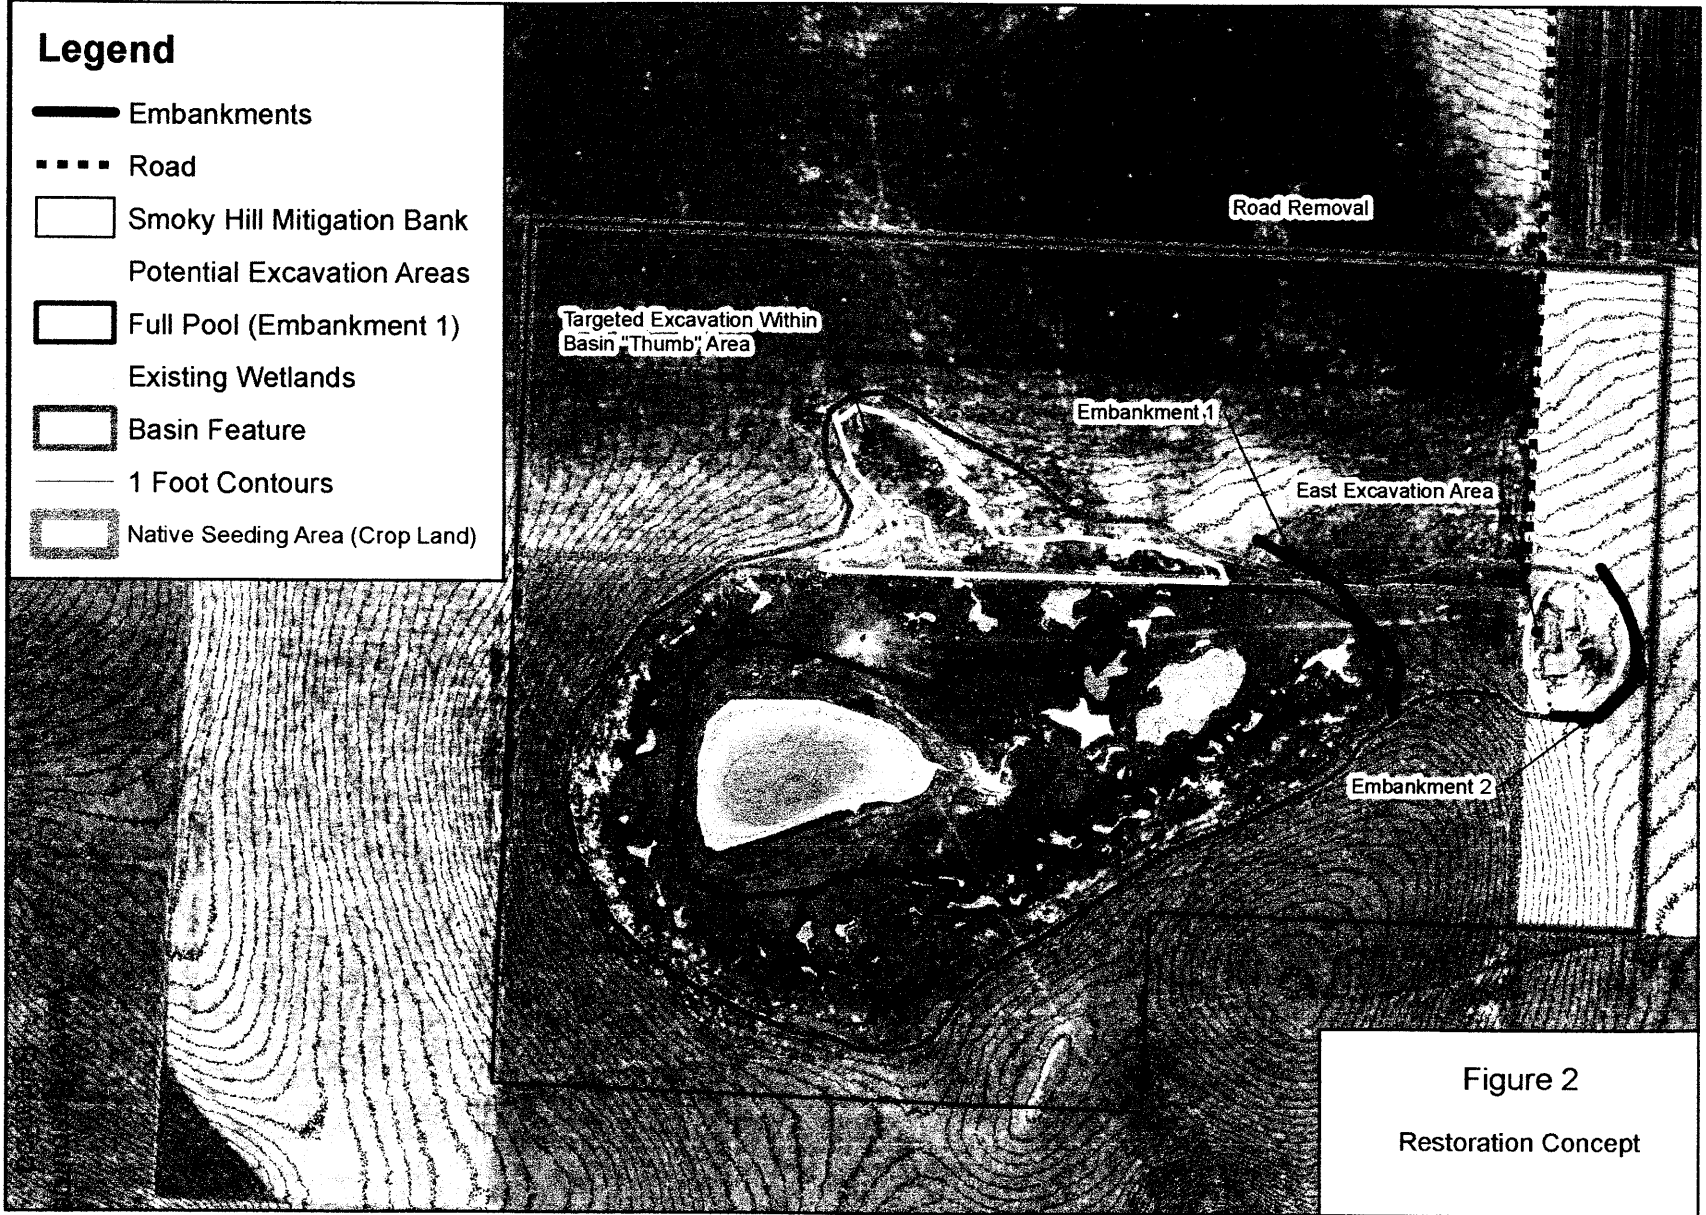 Legend
Embankments
Road
Smoky Hill Mitigation Bank
Potential Excavation Areas
Full Pool (Embankment 1)
Existing Wetlands
Basin Feature
1 Foot Contours
Native Seeding Area (Crop Land)
Road Removal
Targeted Excavation Within
Basin "Thumb" Area
Embankment 1
East Excavation Area
Embankment 2
Figure 2
Restoration Concept